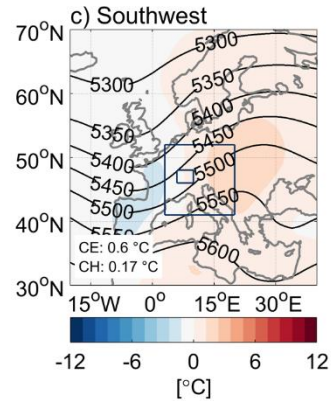 c) Southwest
70°N
5300
5300
5350
60°N
5400
5350
5450
5400
50°N
5500
5450
5550
5500
40°N
5550
5600
CE: 0.6 °C
CH: 0.17 °C
30°N
15°W 0° 15°E 30°E
-12 -6 0 6 12
[°C]